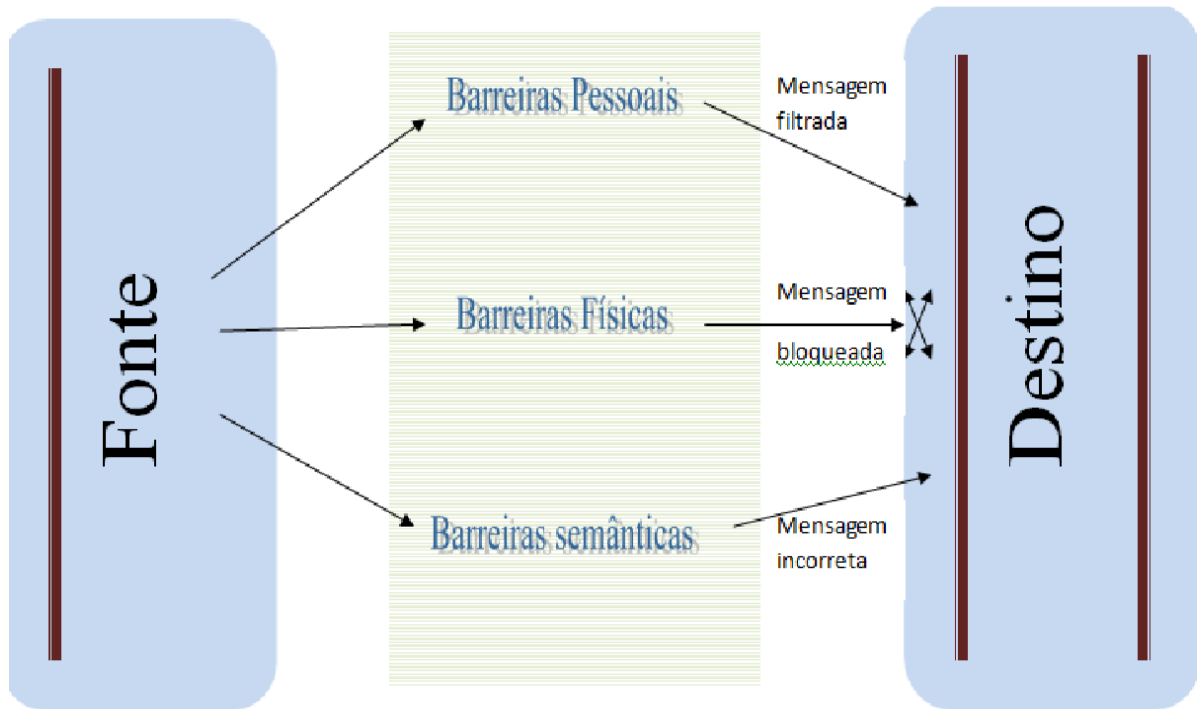 Fonte
Barreiras Pessoais
Mensagem
filtrada
Barreiras Físicas
Mensagem
bloqueada
Barreiras semânticas
Mensagem
incorreta
Destino